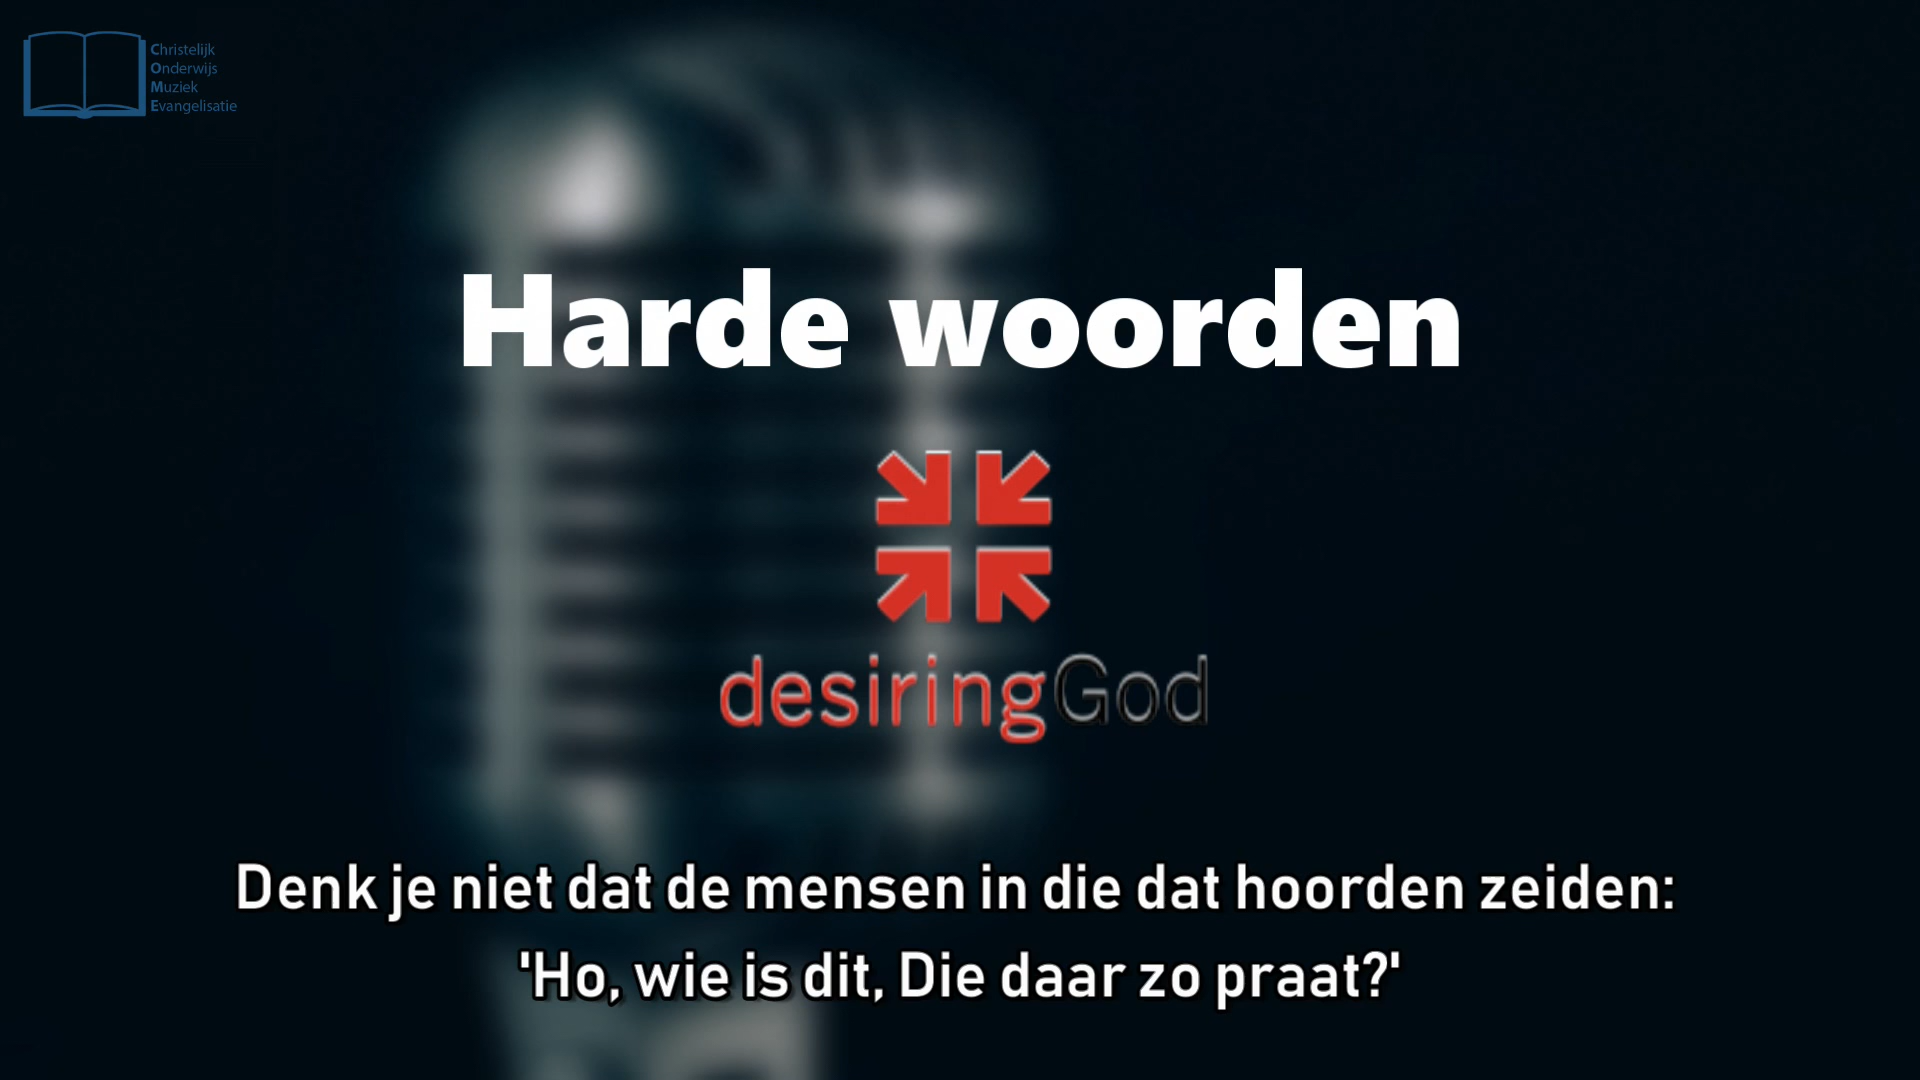 Christelijk
Onderwijs
Muziek
Evangelisatie
Harde woorden
desiringGod
Denk je niet dat de mensen in die dat hoorden zeiden:
'Ho, wie is dit, Die daar zo praat?'